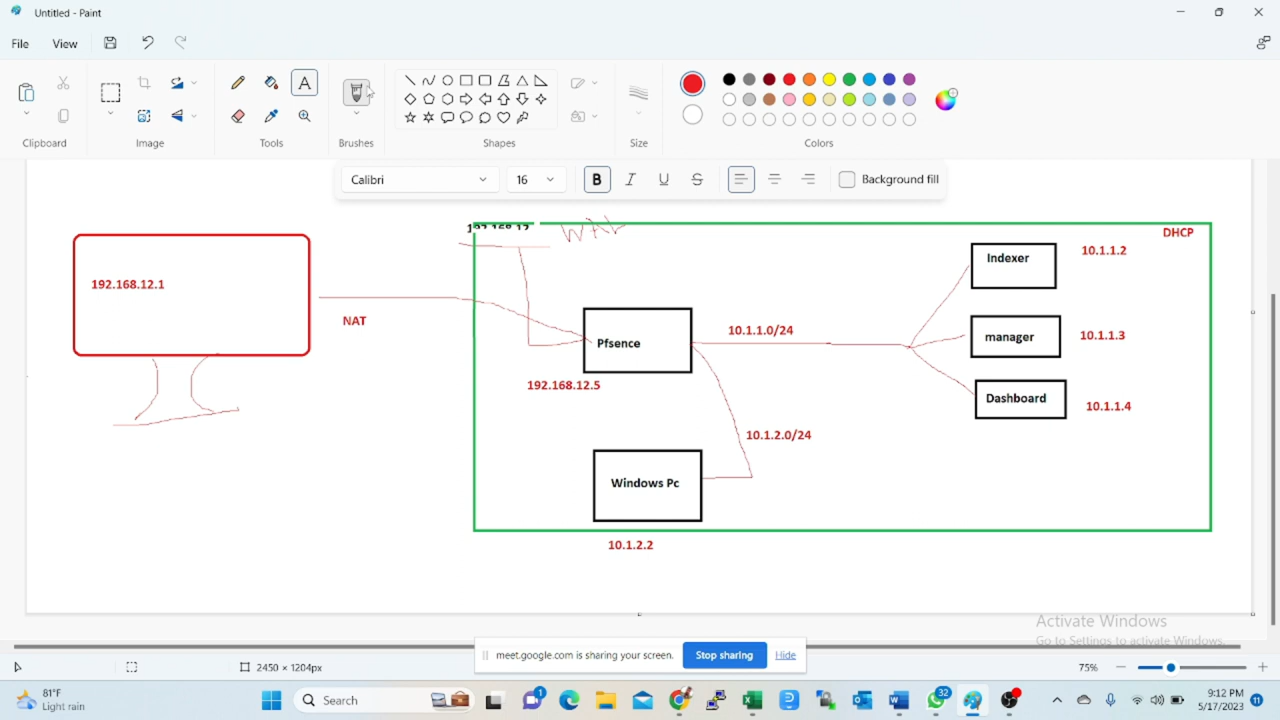 Untitled - Paint
File
View
Clipboard
Image
Tools
Brushes
Shapes
Size
Colors
Calibri
16
B
I
U
S
Background fill
WAL
DHCP
Indexer
10.1.1.2
192.168.12.1
NAT
Pfsence
192.168.12.5
10.1.1.0/24
manager
10.1.1.3
Dashboard
10.1.1.4
10.1.2.0/24
Windows Pc
10.1.2.2
Activate Windows
Go to Settings to activate Windows.
meet.google.com is sharing your screen.
Stop sharing
Hide
2450 × 1204px
75%
81°F
Light rain
Search
1
32
9:12 PM
5/17/2023